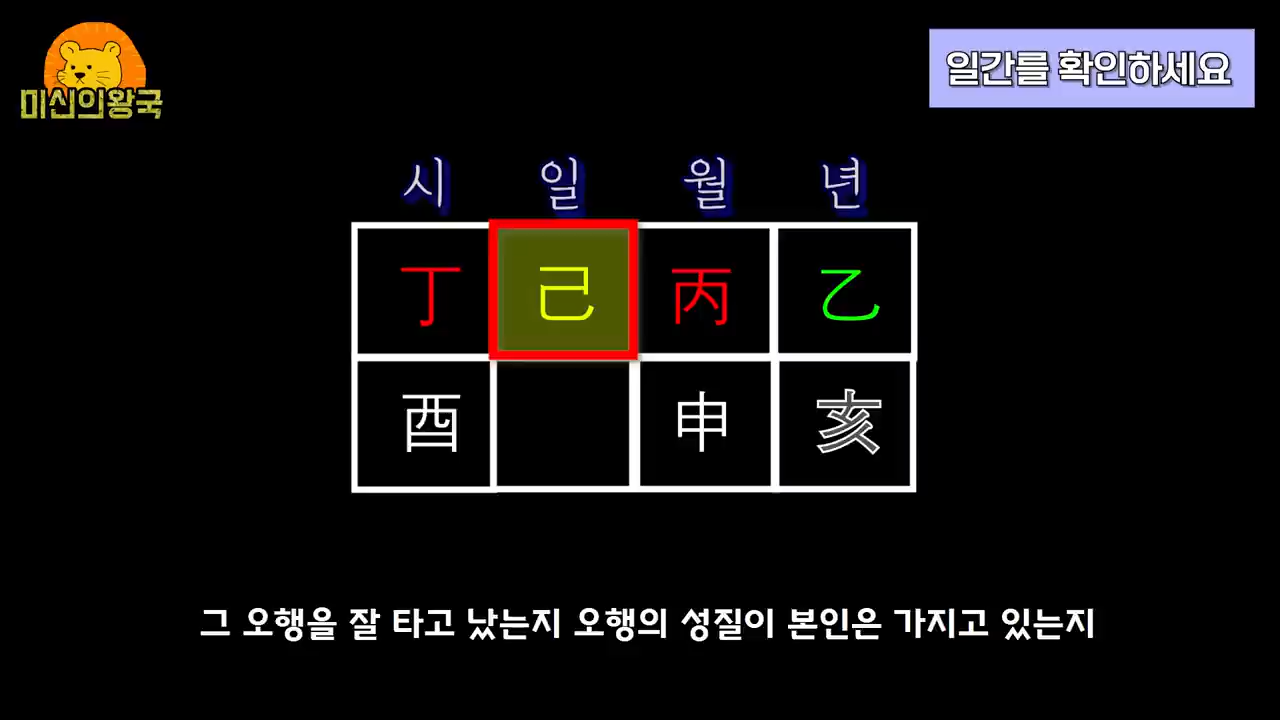 미신의왕국
일간를 확인하세요
시 일 월 년
丁 己 丙 乙
酉 申 亥
그 오행을 잘 타고 났는지 오행의 성질이 본인은 가지고 있는지